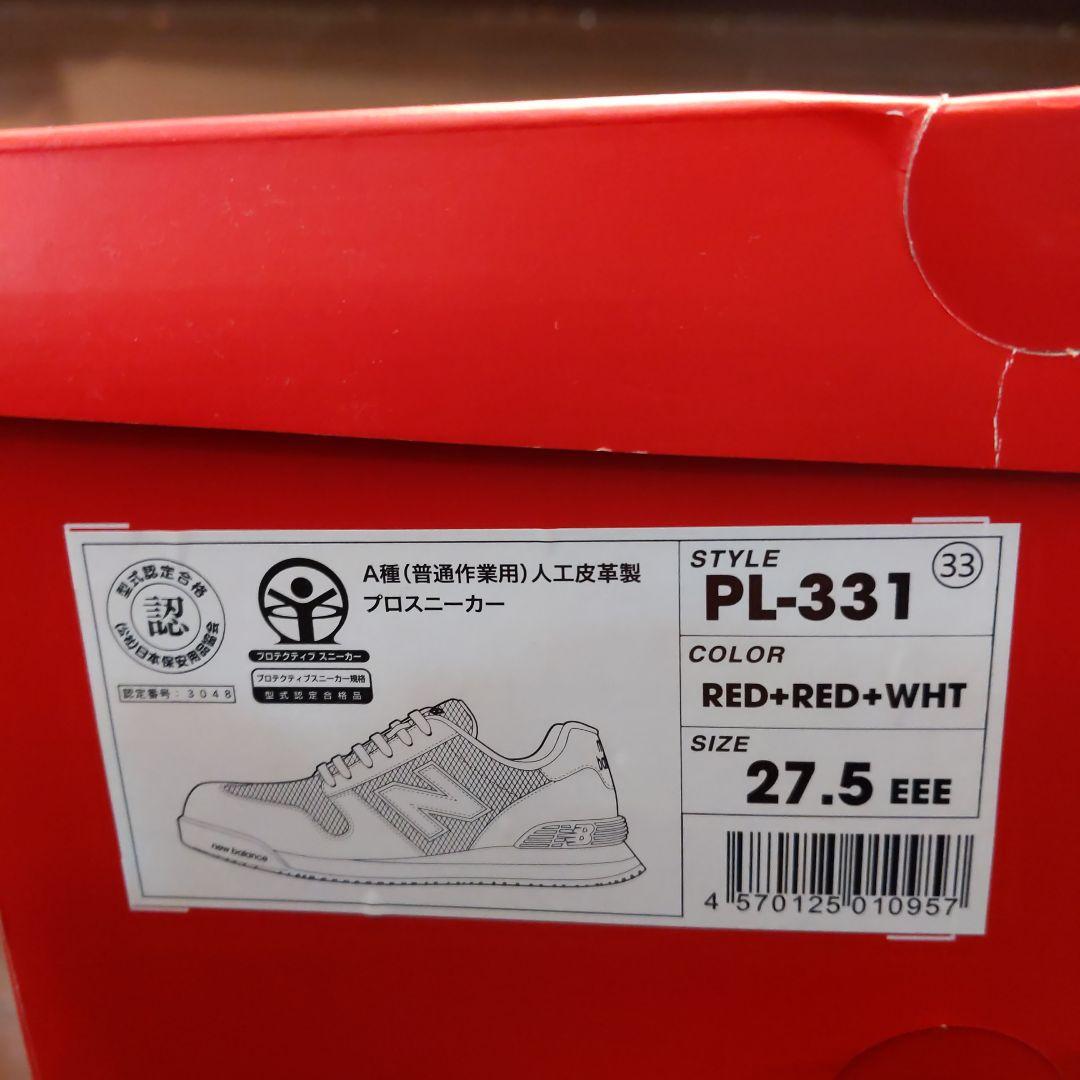 型式認定合格
認
(公社)日本保安用品協会
認定番号：3048
プロテクティブ スニーカー
プロテクティブスニーカー規格
型式認定合格品
A種(普通作業用)人工皮革製
プロスニーカー
new balance
N
B
STYLE
33
PL-331
COLOR
RED+RED+WHT
SIZE
27.5 EEE
4 570125 010957